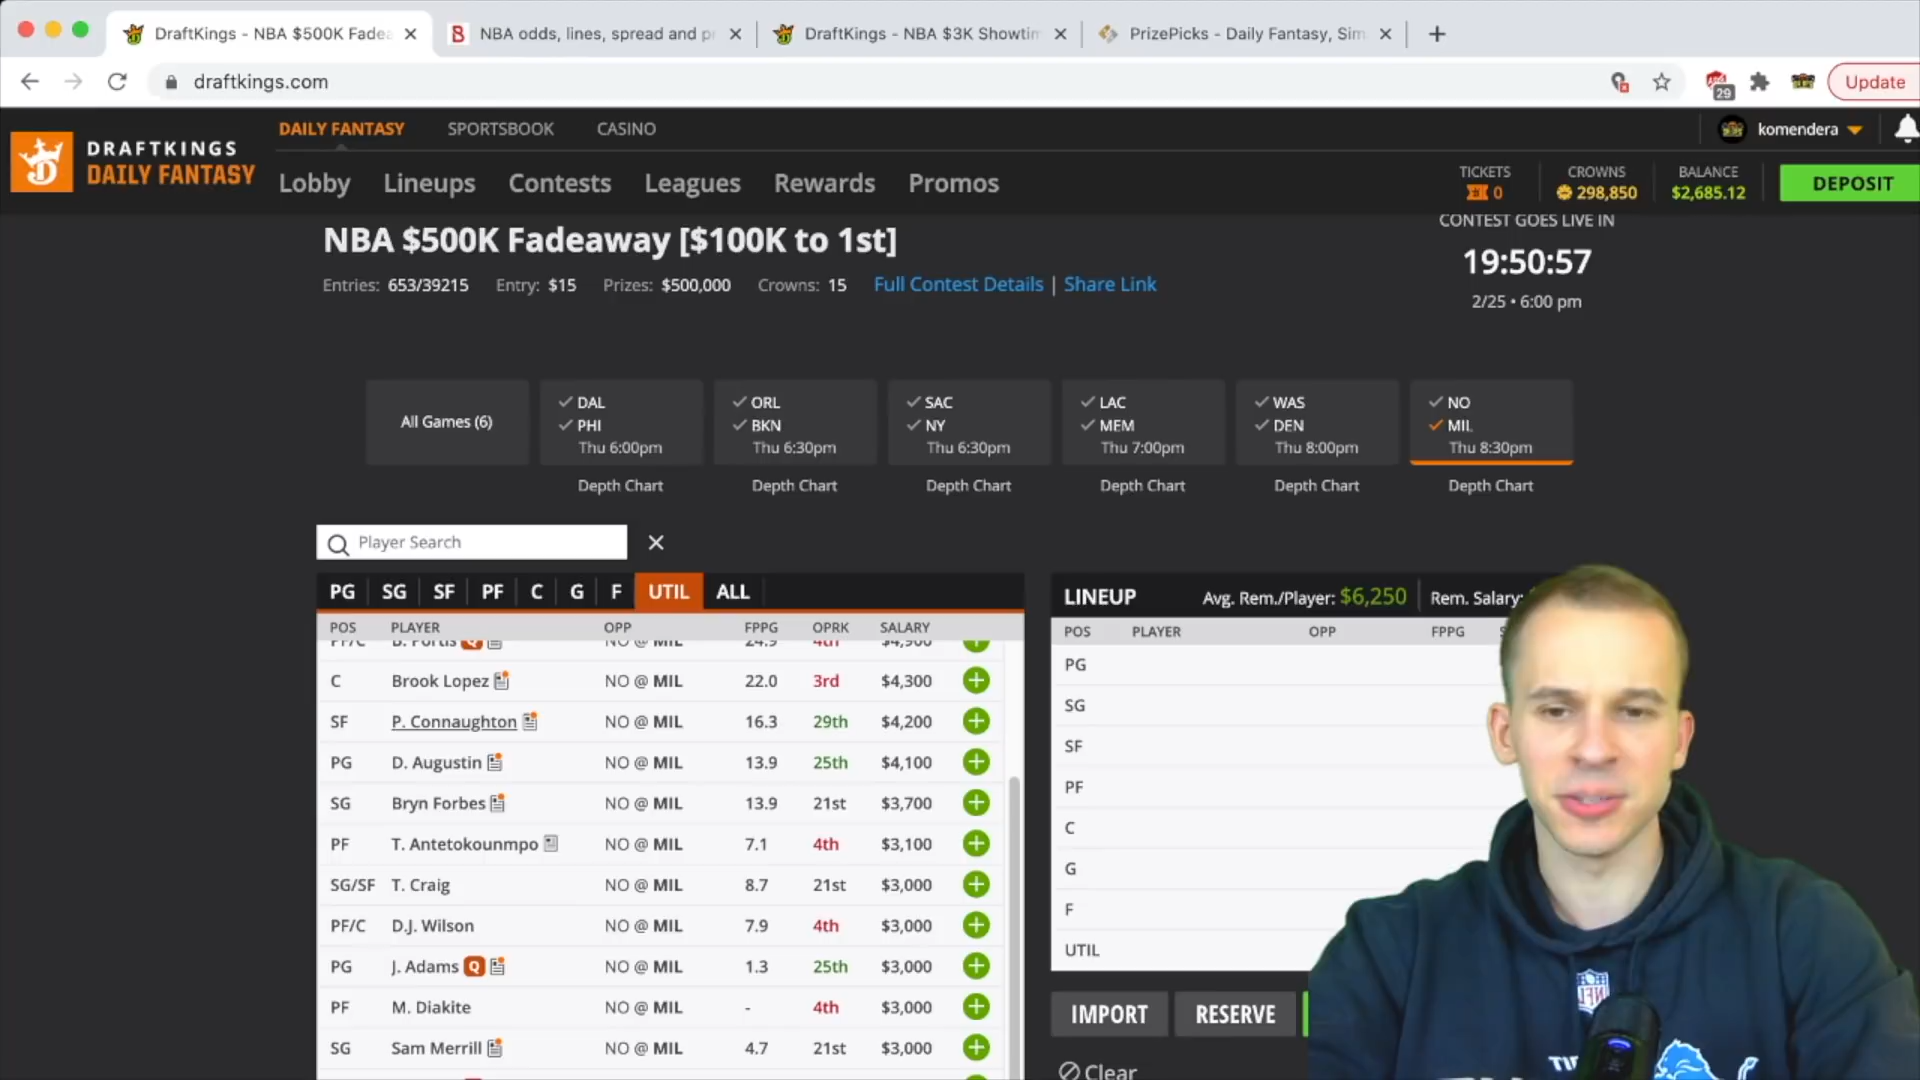 DraftKings - NBA $500K Fadea
NBA odds, lines, spread and p
DraftKings - NBA $3K Showtim
PrizePicks - Daily Fantasy, Sim
draftkings.com
29
Update
DRAFTKINGS
DAILY FANTASY
DAILY FANTASY SPORTSBOOK CASINO
komendera
Lobby Lineups Contests Leagues Rewards Promos
TICKETS
0
CROWNS
298,850
BALANCE
$2,685.12
DEPOSIT
NBA $500K Fadeaway [$100K to 1st]
Entries: 653/39215 Entry: $15 Prizes: $500,000 Crowns: 15 Full Contest Details | Share Link
CONTEST GOES LIVE IN
19:50:57
2/25 • 6:00 pm
All Games (6)
DAL
PHI
Thu 6:00pm
Depth Chart
ORL
BKN
Thu 6:30pm
Depth Chart
SAC
NY
Thu 6:30pm
Depth Chart
LAC
MEM
Thu 7:00pm
Depth Chart
WAS
DEN
Thu 8:00pm
Depth Chart
NO
MIL
Thu 8:30pm
Depth Chart
Player Search
PG SG SF PF C G F UTIL ALL
POS PLAYER OPP FPPG OPRK SALARY
PF/C B. Portis Q NO @ MIL 24.9 4th $4,900
C Brook Lopez NO @ MIL 22.0 3rd $4,300
SF P. Connaughton NO @ MIL 16.3 29th $4,200
PG D. Augustin NO @ MIL 13.9 25th $4,100
SG Bryn Forbes NO @ MIL 13.9 21st $3,700
PF T. Antetokounmpo NO @ MIL 7.1 4th $3,100
SG/SF T. Craig NO @ MIL 8.7 21st $3,000
PF/C D.J. Wilson NO @ MIL 7.9 4th $3,000
PG J. Adams Q NO @ MIL 1.3 25th $3,000
PF M. Diakite NO @ MIL - 4th $3,000
SG Sam Merrill NO @ MIL 4.7 21st $3,000
LINEUP Avg. Rem./Player: $6,250 Rem. Salary:
POS PLAYER OPP FPPG
PG
SG
SF
PF
C
G
F
UTIL
IMPORT RESERVE
Clear
NFL